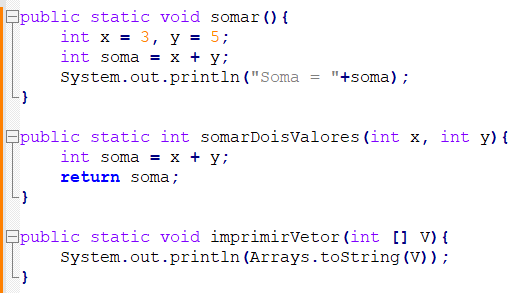 public static void somar(){
    int x = 3, y = 5;
    int soma = x + y;
    System.out.println("Soma = "+soma);
}
public static int somarDoisValores(int x, int y){
    int soma = x + y;
    return soma;
}
public static void imprimirVetor(int [] V){
    System.out.println(Arrays.toString(V));
}